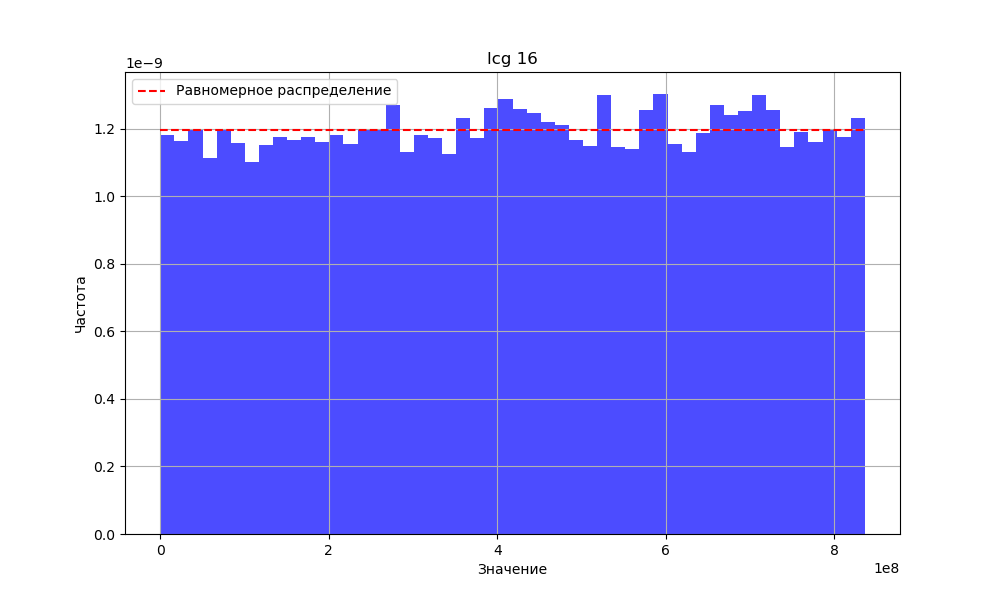 lcg 16
1e−9
Равномерное распределение
1.2
1.0
0.8
0.6
0.4
0.2
0.0
Частота
0 2 4 6 8
1e8
Значение